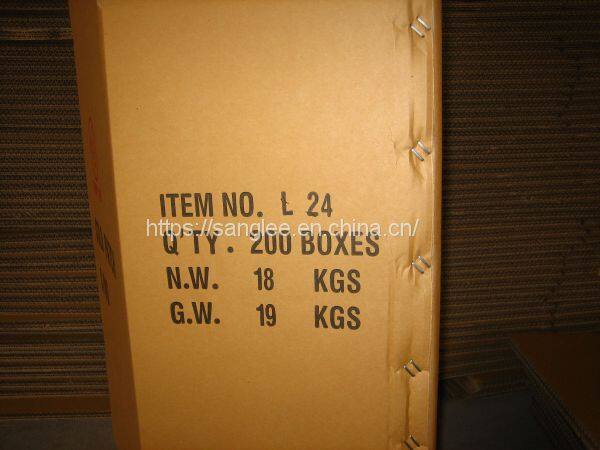 ITEM NO. L 24
https://sanglee.en.china.cn/
Q'TY. 200 BOXES
N.W. 18 KGS
G.W. 19 KGS